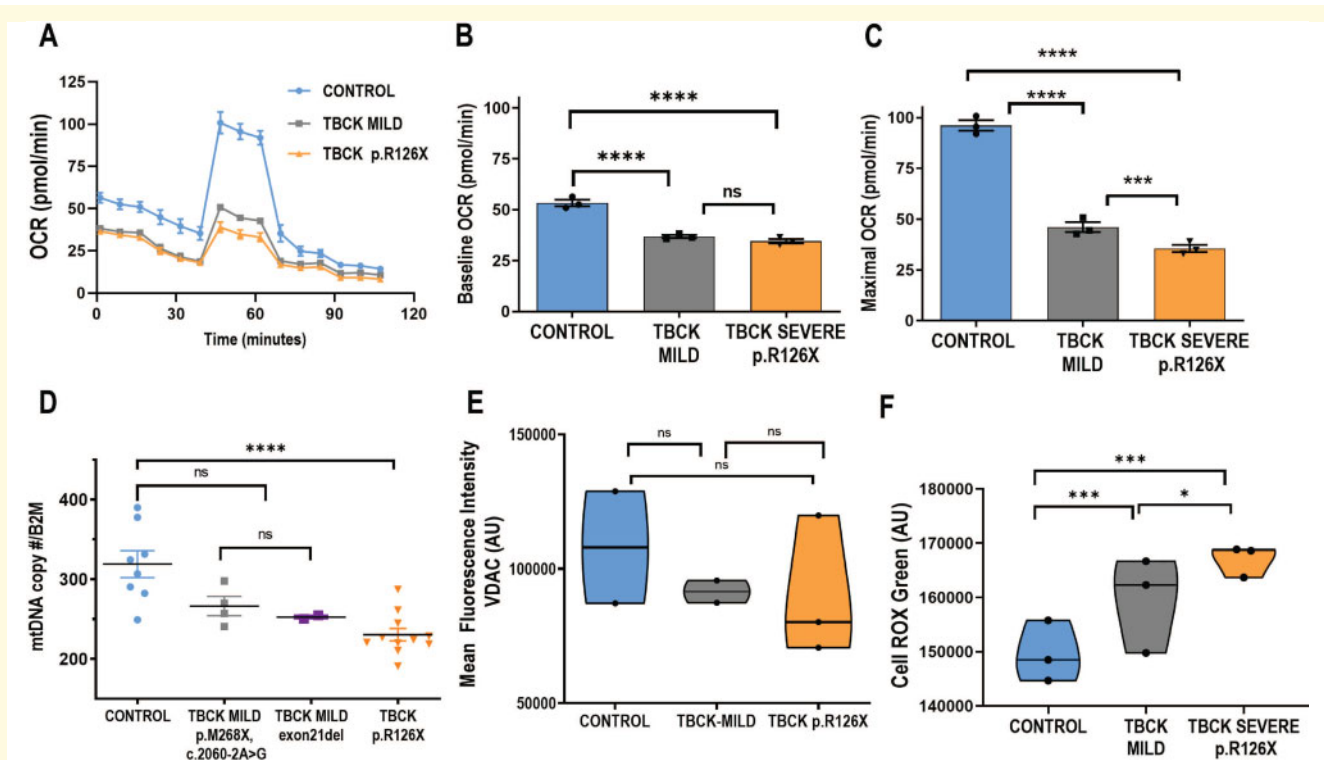 A
OCR (pmol/min)
125
100
75
50
25
0
0
30
60
90
120
Time (minutes)
CONTROL
TBCK MILD
TBCK p.R126X
B
Baseline OCR (pmol/min)
100
75
50
25
0
****
****
ns
CONTROL
TBCK
MILD
TBCK SEVERE
p.R126X
C
Maximal OCR (pmol/min)
100
75
50
25
0
****
****
***
CONTROL
TBCK
MILD
TBCK SEVERE
p.R126X
D
mtDNA copy #/B2M
400
300
200
****
ns
ns
CONTROL
TBCK MILD
p.M268X,
c.2060-2A>G
TBCK MILD
exon21del
TBCK
p.R126X
E
Mean Fluorescence Intensity
VDAC (AU)
150000
100000
50000
ns
ns
ns
CONTROL
TBCK-MILD
TBCK p.R126X
F
Cell ROX Green (AU)
180000
170000
160000
150000
140000
***
***
*
CONTROL
TBCK
MILD
TBCK SEVERE
p.R126X